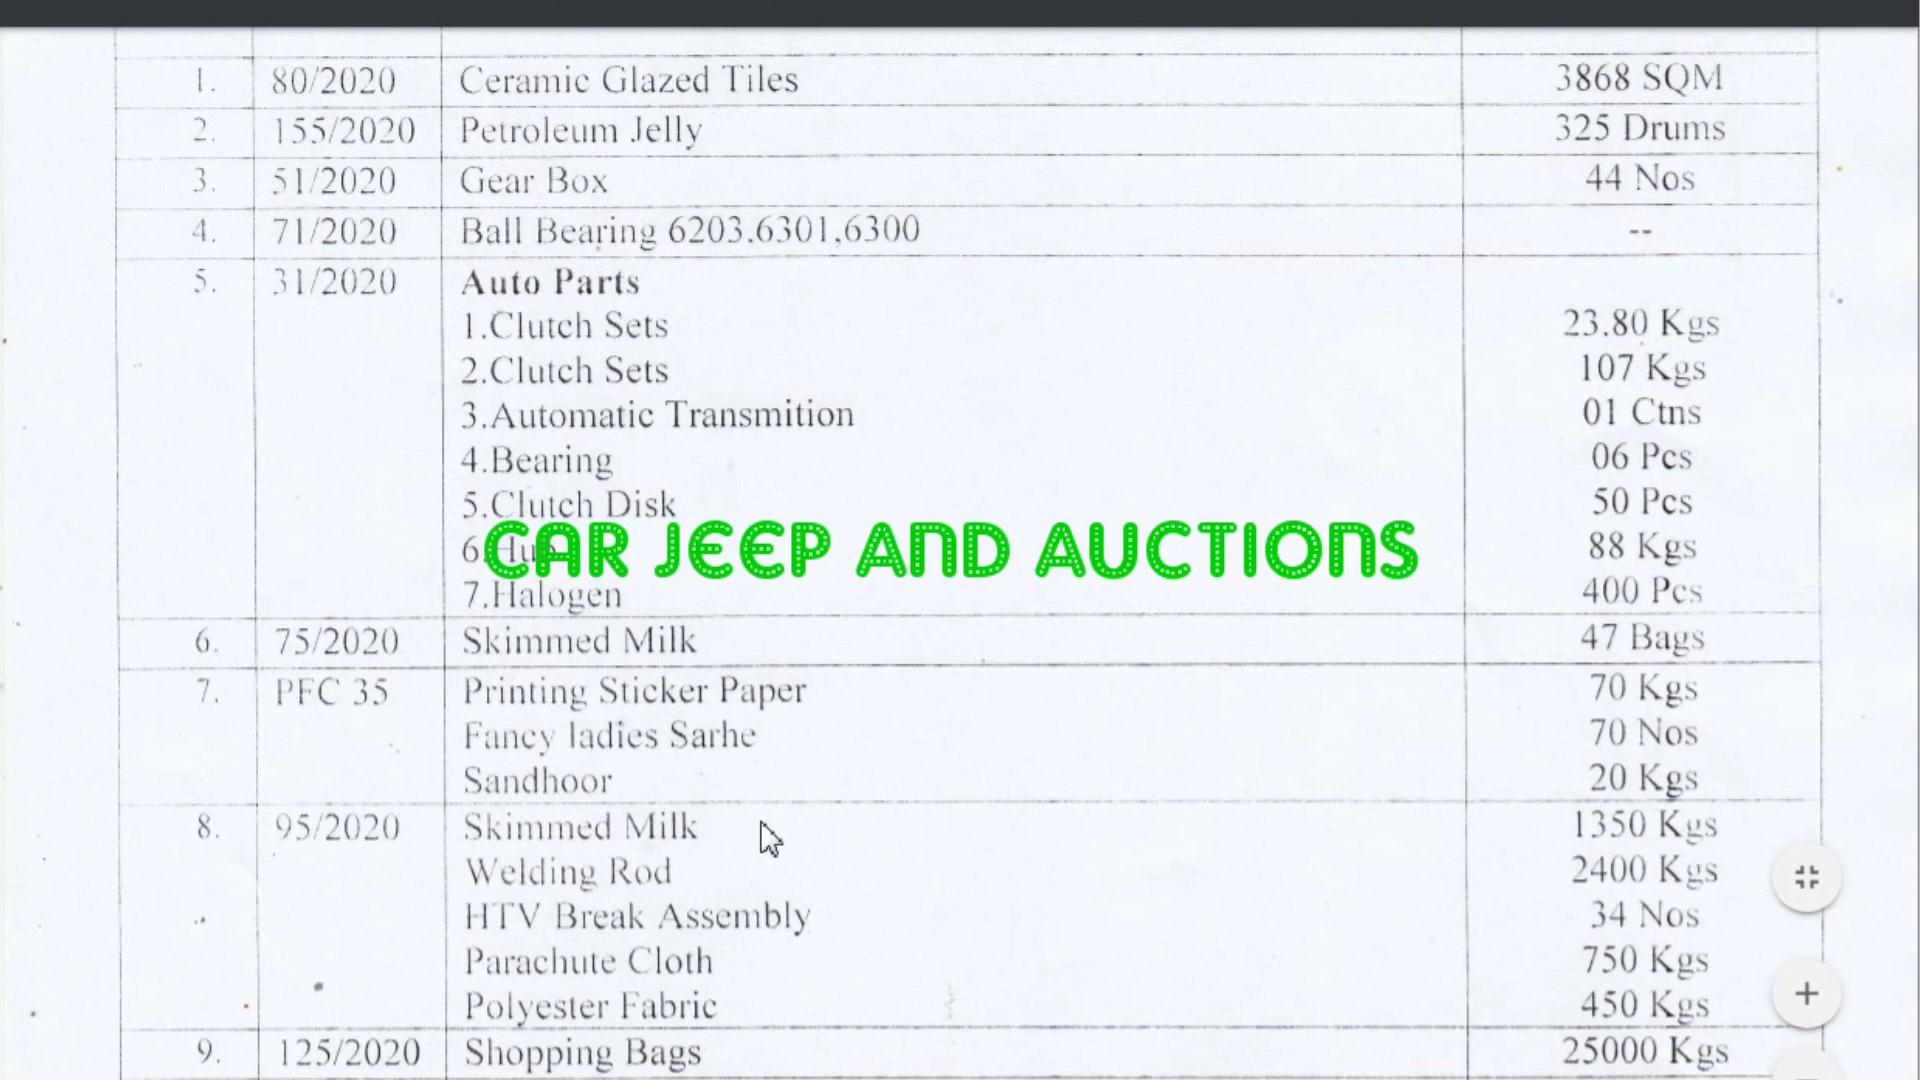 1. 80/2020 Ceramic Glazed Tiles 3868 SQM
2. 155/2020 Petroleum Jelly 325 Drums
3. 51/2020 Gear Box 44 Nos
4. 71/2020 Ball Bearing 6203.6301,6300 --
5. 31/2020 Auto Parts
1.Clutch Sets 23.80 Kgs
2.Clutch Sets 107 Kgs
3.Automatic Transmition 01 Ctns
4.Bearing 06 Pcs
5.Clutch Disk 50 Pcs
6.Hub 88 Kgs
CAR JEEP AND AUCTIONS
7.Halogen 400 Pcs
6. 75/2020 Skimmed Milk 47 Bags
7. PFC 35 Printing Sticker Paper 70 Kgs
Fancy ladies Sarhe 70 Nos
Sandhoor 20 Kgs
8. 95/2020 Skimmed Milk 1350 Kgs
Welding Rod 2400 Kgs
HTV Break Assembly 34 Nos
Parachute Cloth 750 Kgs
Polyester Fabric 450 Kgs
9. 125/2020 Shopping Bags 25000 Kgs